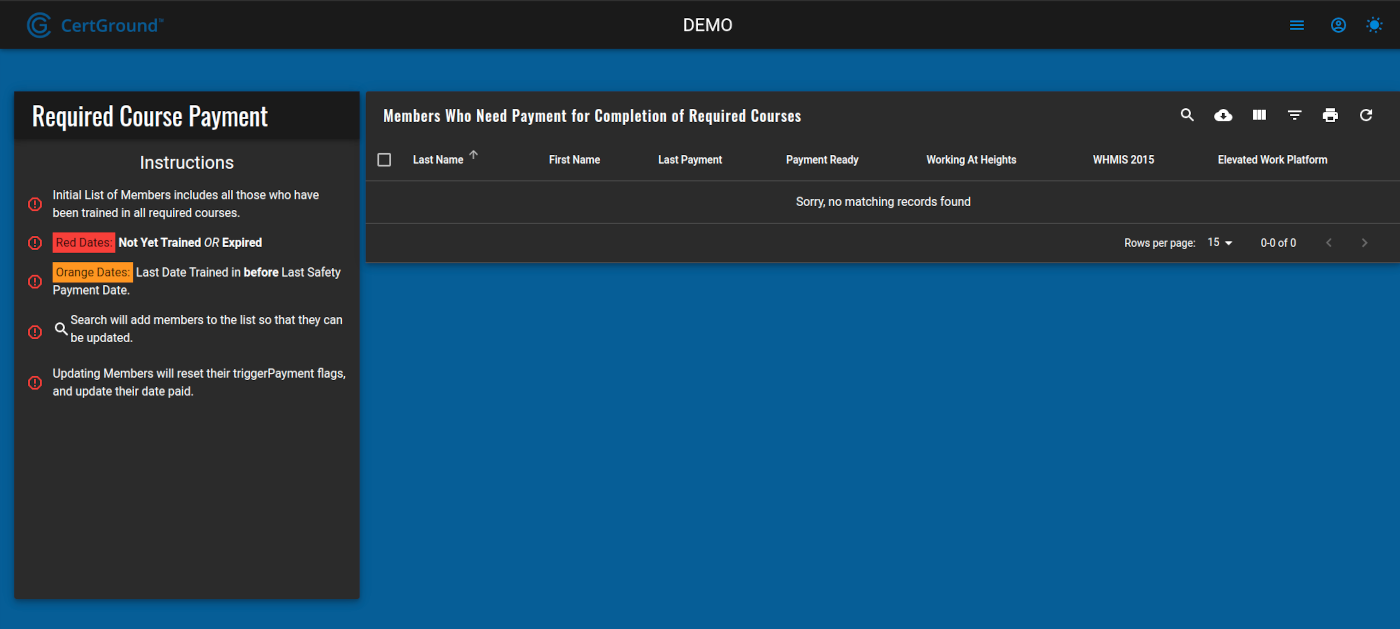 CertGround™
DEMO
Required Course Payment
Instructions
Initial List of Members includes all those who have
been trained in all required courses.
Red Dates: Not Yet Trained OR Expired
Orange Dates: Last Date Trained in before Last Safety
Payment Date.
Search will add members to the list so that they can
be updated.
Updating Members will reset their triggerPayment flags,
and update their date paid.
Members Who Need Payment for Completion of Required Courses
Last Name First Name Last Payment Payment Ready Working At Heights WHMIS 2015 Elevated Work Platform
Sorry, no matching records found
Rows per page: 15 0-0 of 0